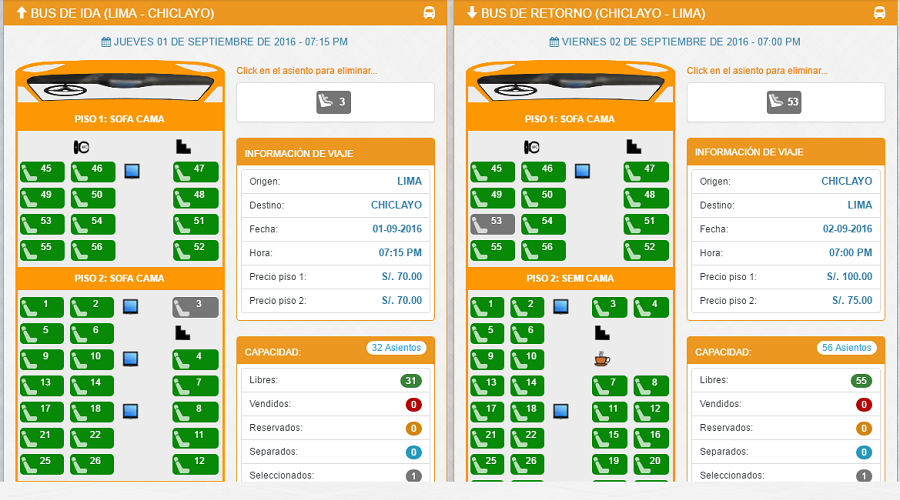 BUS DE IDA (LIMA - CHICLAYO)
JUEVES 01 DE SEPTIEMBRE DE 2016 - 07:15 PM
Click en el asiento para eliminar...
3
PISO 1: SOFA CAMA
45 46 47
49 50 48
53 54 51
55 56 52
PISO 2: SOFA CAMA
1 2 3
5 6
9 10 4
13 14 7
17 18 8
21 22 11
25 26 12
INFORMACIÓN DE VIAJE
Origen: LIMA
Destino: CHICLAYO
Fecha: 01-09-2016
Hora: 07:15 PM
Precio piso 1: S/. 70.00
Precio piso 2: S/. 70.00
CAPACIDAD: 32 Asientos
Libres: 31
Vendidos: 0
Reservados: 0
Separados: 0
Seleccionados: 1
BUS DE RETORNO (CHICLAYO - LIMA)
VIERNES 02 DE SEPTIEMBRE DE 2016 - 07:00 PM
Click en el asiento para eliminar...
53
PISO 1: SOFA CAMA
45 46 47
49 50 48
53 54 51
55 56 52
PISO 2: SEMI CAMA
1 2 3 4
5 6
9 10
13 14 7 8
17 18 11 12
21 22 15 16
25 26 19 20
INFORMACIÓN DE VIAJE
Origen: CHICLAYO
Destino: LIMA
Fecha: 02-09-2016
Hora: 07:00 PM
Precio piso 1: S/. 100.00
Precio piso 2: S/. 75.00
CAPACIDAD: 56 Asientos
Libres: 55
Vendidos: 0
Reservados: 0
Separados: 0
Seleccionados: 1